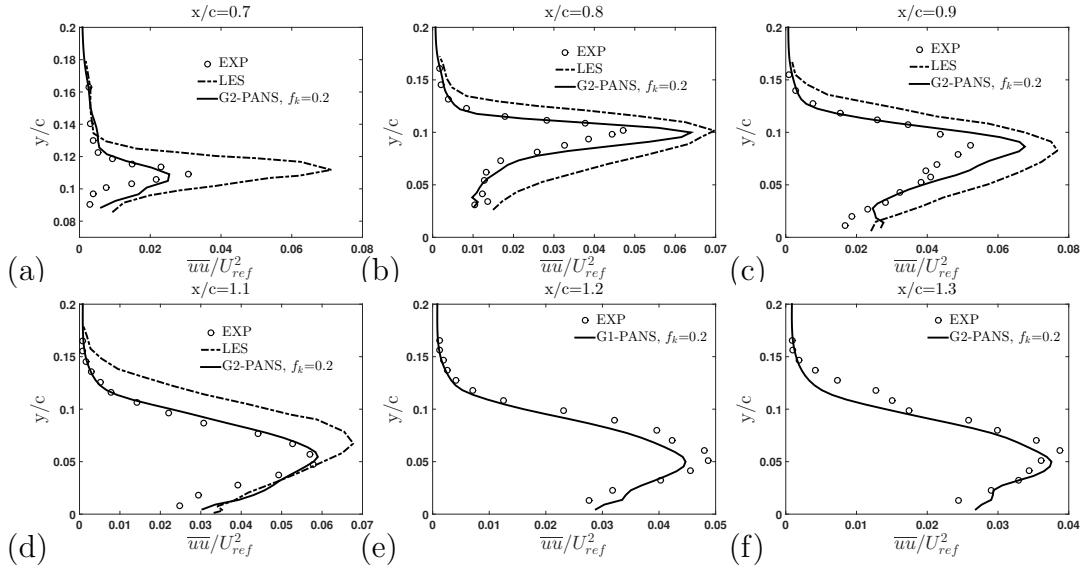 x/c=0.7
0.2
0.18
0.16
0.14
0.12
0.1
0.08
y/c
EXP
LES
G2-PANS, f_k=0.2
0
0.02
0.04
0.06
0.08
(a)
\overline{uu}/U_{ref}^2
x/c=0.8
0.2
0.15
0.1
0.05
0
y/c
EXP
LES
G2-PANS, f_k=0.2
0
0.01
0.02
0.03
0.04
0.05
0.06
0.07
(b)
\overline{uu}/U_{ref}^2
x/c=0.9
0.2
0.15
0.1
0.05
0
y/c
EXP
LES
G2-PANS, f_k=0.2
0
0.02
0.04
0.06
0.08
(c)
\overline{uu}/U_{ref}^2
x/c=1.1
0.2
0.15
0.1
0.05
0
y/c
EXP
LES
G2-PANS, f_k=0.2
0
0.01
0.02
0.03
0.04
0.05
0.06
0.07
(d)
\overline{uu}/U_{ref}^2
x/c=1.2
0.2
0.15
0.1
0.05
0
y/c
EXP
G1-PANS, f_k=0.2
0
0.01
0.02
0.03
0.04
0.05
(e)
\overline{uu}/U_{ref}^2
x/c=1.3
0.2
0.15
0.1
0.05
0
y/c
EXP
G2-PANS, f_k=0.2
0
0.01
0.02
0.03
0.04
(f)
\overline{uu}/U_{ref}^2